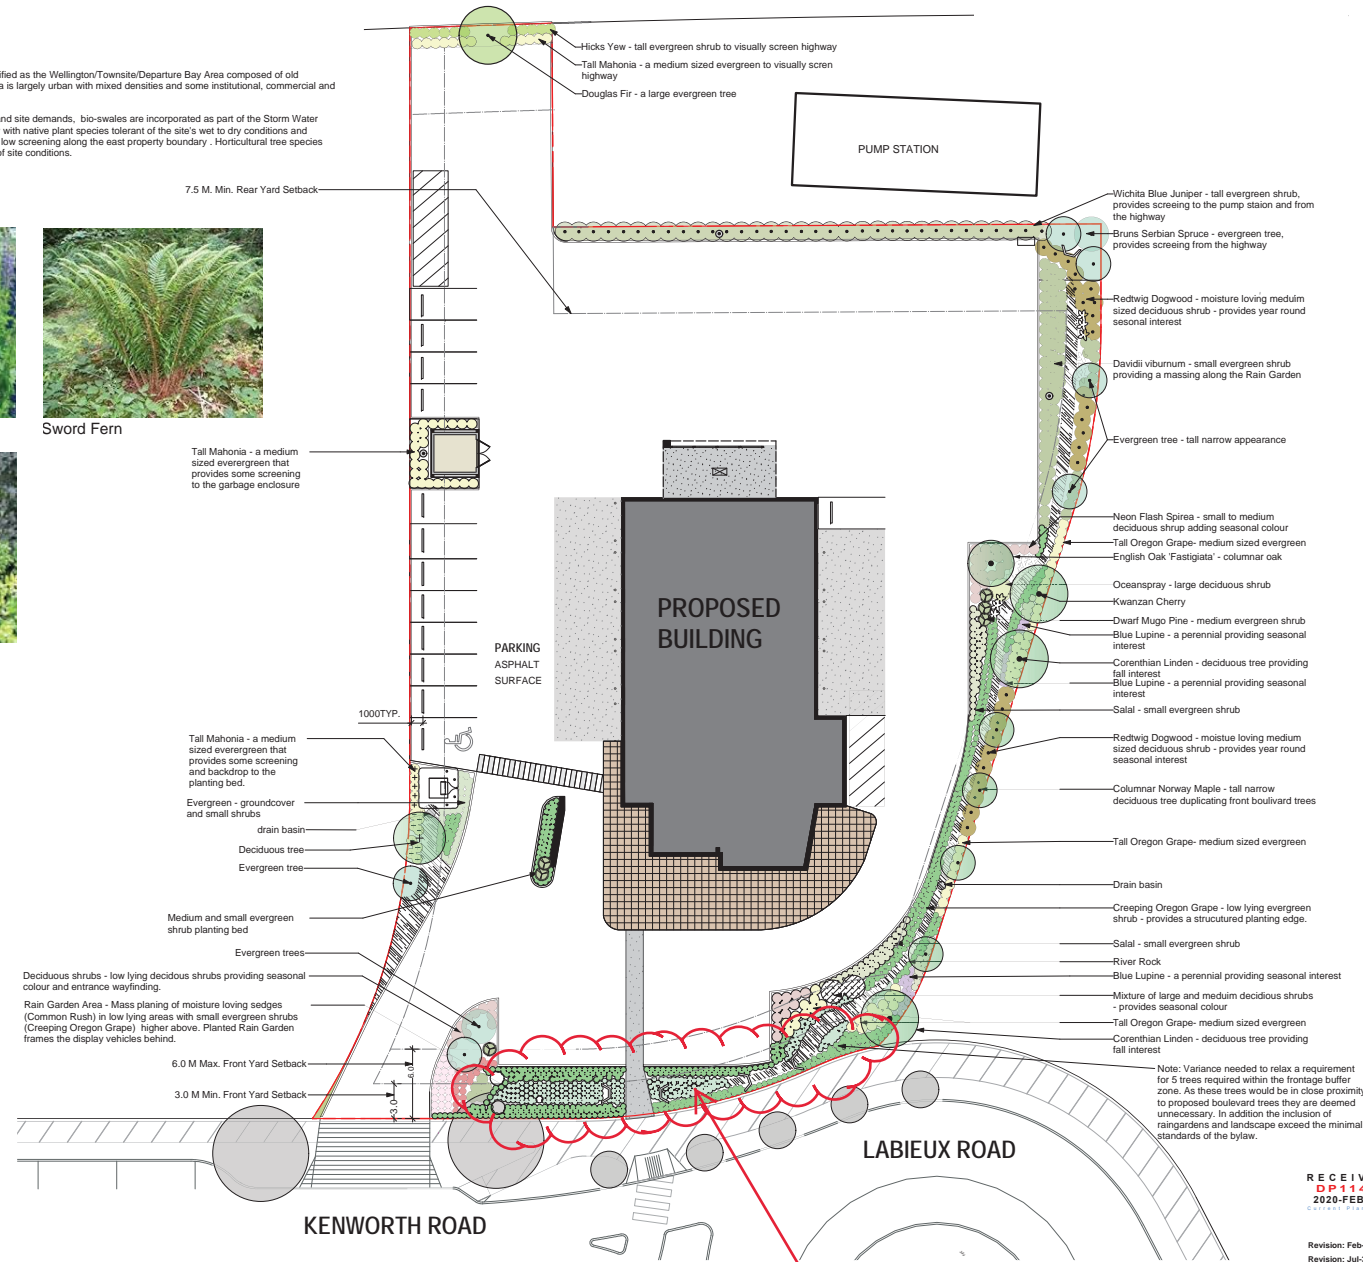 ified as the Wellington/Townsite/Departure Bay Area composed of old
a is largely urban with mixed densities and some institutional, commercial and
and site demands, bio-swales are incorporated as part of the Storm Water
with native plant species tolerant of the site's wet to dry conditions and
low screening along the east property boundary . Horticultural tree species
of site conditions.
Sword Fern
7.5 M. Min. Rear Yard Setback
Tall Mahonia - a medium
sized everergreen that
provides some screening
to the garbage enclosure
1000TYP.
Tall Mahonia - a medium
sized everergreen that
provides some screening
and backdrop to the
planting bed.
Evergreen - groundcover
and small shrubs
drain basin
Deciduous tree
Evergreen tree
Medium and small evergreen
shrub planting bed
Evergreen trees
Deciduous shrubs - low lying decidous shrubs providing seasonal
colour and entrance wayfinding.
Rain Garden Area - Mass planing of moisture loving sedges
(Common Rush) in low lying areas with small evergreen shrubs
(Creeping Oregon Grape) higher above. Planted Rain Garden
frames the display vehicles behind.
6.0 M Max. Front Yard Setback
3.0 M Min. Front Yard Setback
6.0
3.0
Hicks Yew - tall evergreen shrub to visually screen highway
Tall Mahonia - a medium sized evergreen to visually scren
highway
Douglas Fir - a large evergreen tree
PUMP STATION
PROPOSED
BUILDING
PARKING
ASPHALT
SURFACE
Wichita Blue Juniper - tall evergreen shrub,
provides screeing to the pump staion and from
the highway
Bruns Serbian Spruce - evergreen tree,
provides screeing from the highway
Redtwig Dogwood - moisture loving meduim
sized deciduous shrub - provides year round
sesonal interest
Davidii viburnum - small evergreen shrub
providing a massing along the Rain Garden
Evergreen tree - tall narrow appearance
Neon Flash Spirea - small to medium
deciduous shrup adding seasonal colour
Tall Oregon Grape- medium sized evergreen
English Oak 'Fastigiata' - columnar oak
Oceanspray - large deciduous shrub
Kwanzan Cherry
Dwarf Mugo Pine - medium evergreen shrub
Blue Lupine - a perennial providing seasonal
interest
Corenthian Linden - deciduous tree providing
fall interest
Blue Lupine - a perennial providing seasonal
interest
Salal - small evergreen shrub
Redtwig Dogwood - moistue loving medium
sized deciduous shrub - provides year round
seasonal interest
Columnar Norway Maple - tall narrow
deciduous tree duplicating front boulivard trees
Tall Oregon Grape- medium sized evergreen
Drain basin
Creeping Oregon Grape - low lying evergreen
shrub - provides a strucutured planting edge.
Salal - small evergreen shrub
River Rock
Blue Lupine - a perennial providing seasonal interest
Mixture of large and meduim decidious shrubs
- provides seasonal colour
Tall Oregon Grape- medium sized evergreen
Corenthian Linden - deciduous tree providing
fall interest
Note: Variance needed to relax a requirement
for 5 trees required within the frontage buffer
zone. As these trees would be in close proximity
to proposed boulevard trees they are deemed
unnecessary. In addition the inclusion of
raingardens and landscape exceed the minimal
standards of the bylaw.
LABIEUX ROAD
KENWORTH ROAD
RECEIV
DP114
2020-FEB
Current Plan
Revision: Feb-
Revision: Jul-